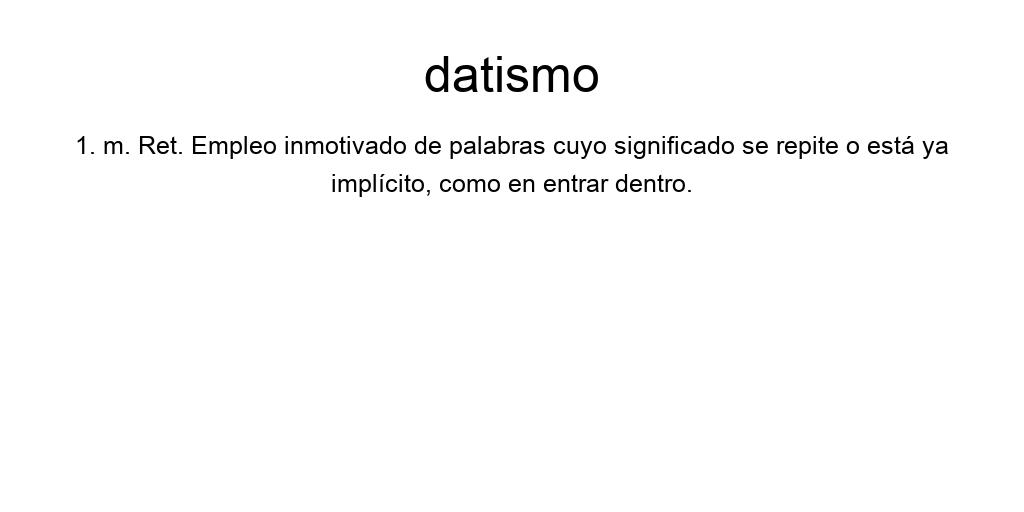 datismo
1. m. Ret. Empleo inmotivado de palabras cuyo significado se repite o está ya
implícito, como en entrar dentro.